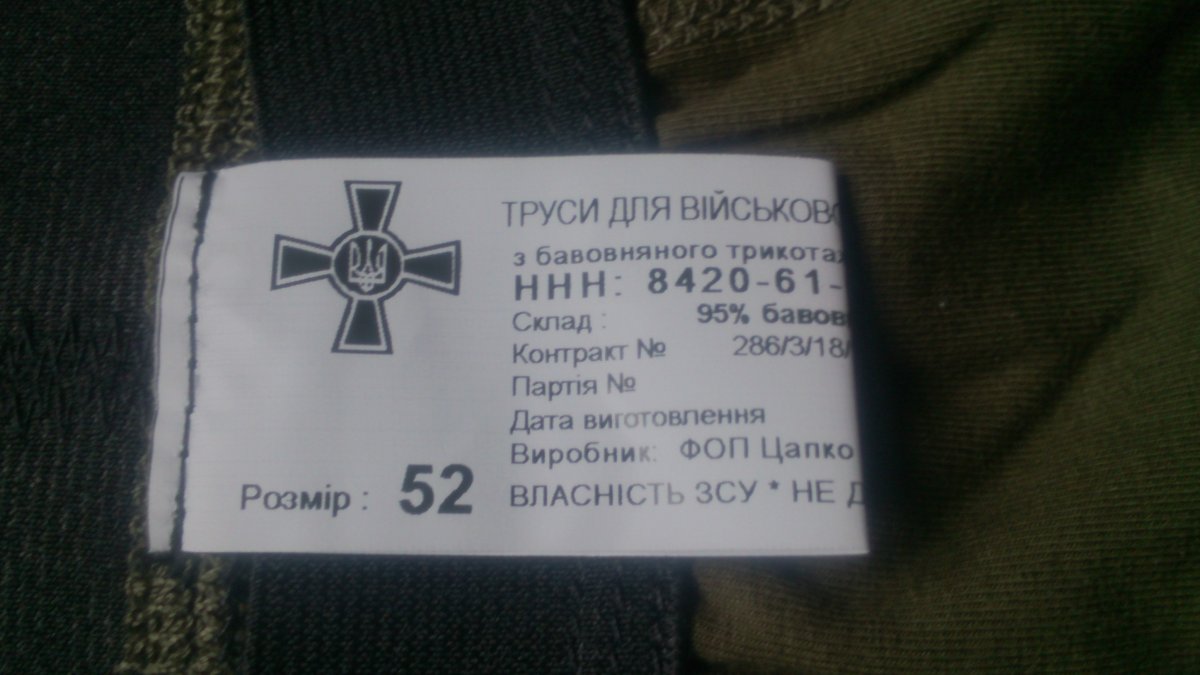 ТРУСИ ДЛЯ ВІЙСЬКОВО
з бавовняного трикота
ННН: 8420-61-
Склад : 95% бавов
Контракт № 286/3/18/
Партія №
Дата виготовлення
Виробник: ФОП Цапко
Розмір : 52
ВЛАСНІСТЬ ЗСУ * НЕ Д